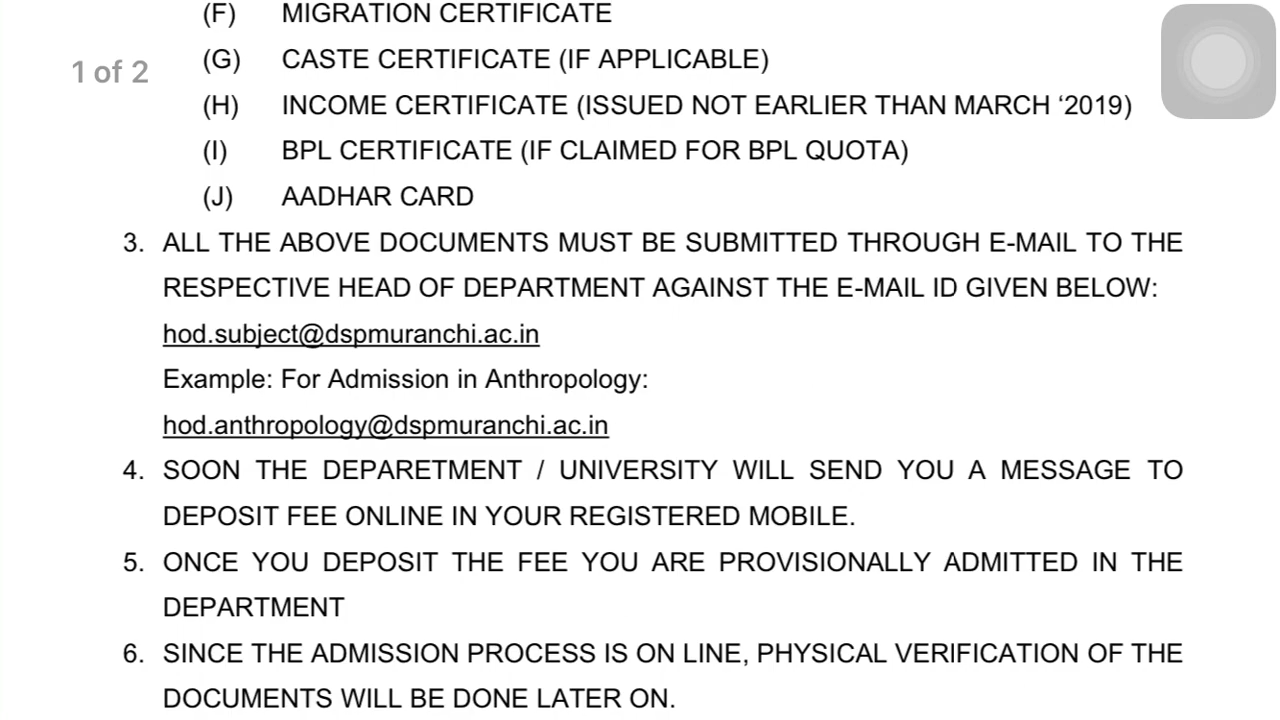 (F) MIGRATION CERTIFICATE
1 of 2
(G) CASTE CERTIFICATE (IF APPLICABLE)
(H) INCOME CERTIFICATE (ISSUED NOT EARLIER THAN MARCH ‘2019)
(I) BPL CERTIFICATE (IF CLAIMED FOR BPL QUOTA)
(J) AADHAR CARD
3. ALL THE ABOVE DOCUMENTS MUST BE SUBMITTED THROUGH E-MAIL TO THE
RESPECTIVE HEAD OF DEPARTMENT AGAINST THE E-MAIL ID GIVEN BELOW:
hod.subject@dspmuranchi.ac.in
Example: For Admission in Anthropology:
hod.anthropology@dspmuranchi.ac.in
4. SOON THE DEPARETMENT / UNIVERSITY WILL SEND YOU A MESSAGE TO
DEPOSIT FEE ONLINE IN YOUR REGISTERED MOBILE.
5. ONCE YOU DEPOSIT THE FEE YOU ARE PROVISIONALLY ADMITTED IN THE
DEPARTMENT
6. SINCE THE ADMISSION PROCESS IS ON LINE, PHYSICAL VERIFICATION OF THE
DOCUMENTS WILL BE DONE LATER ON.